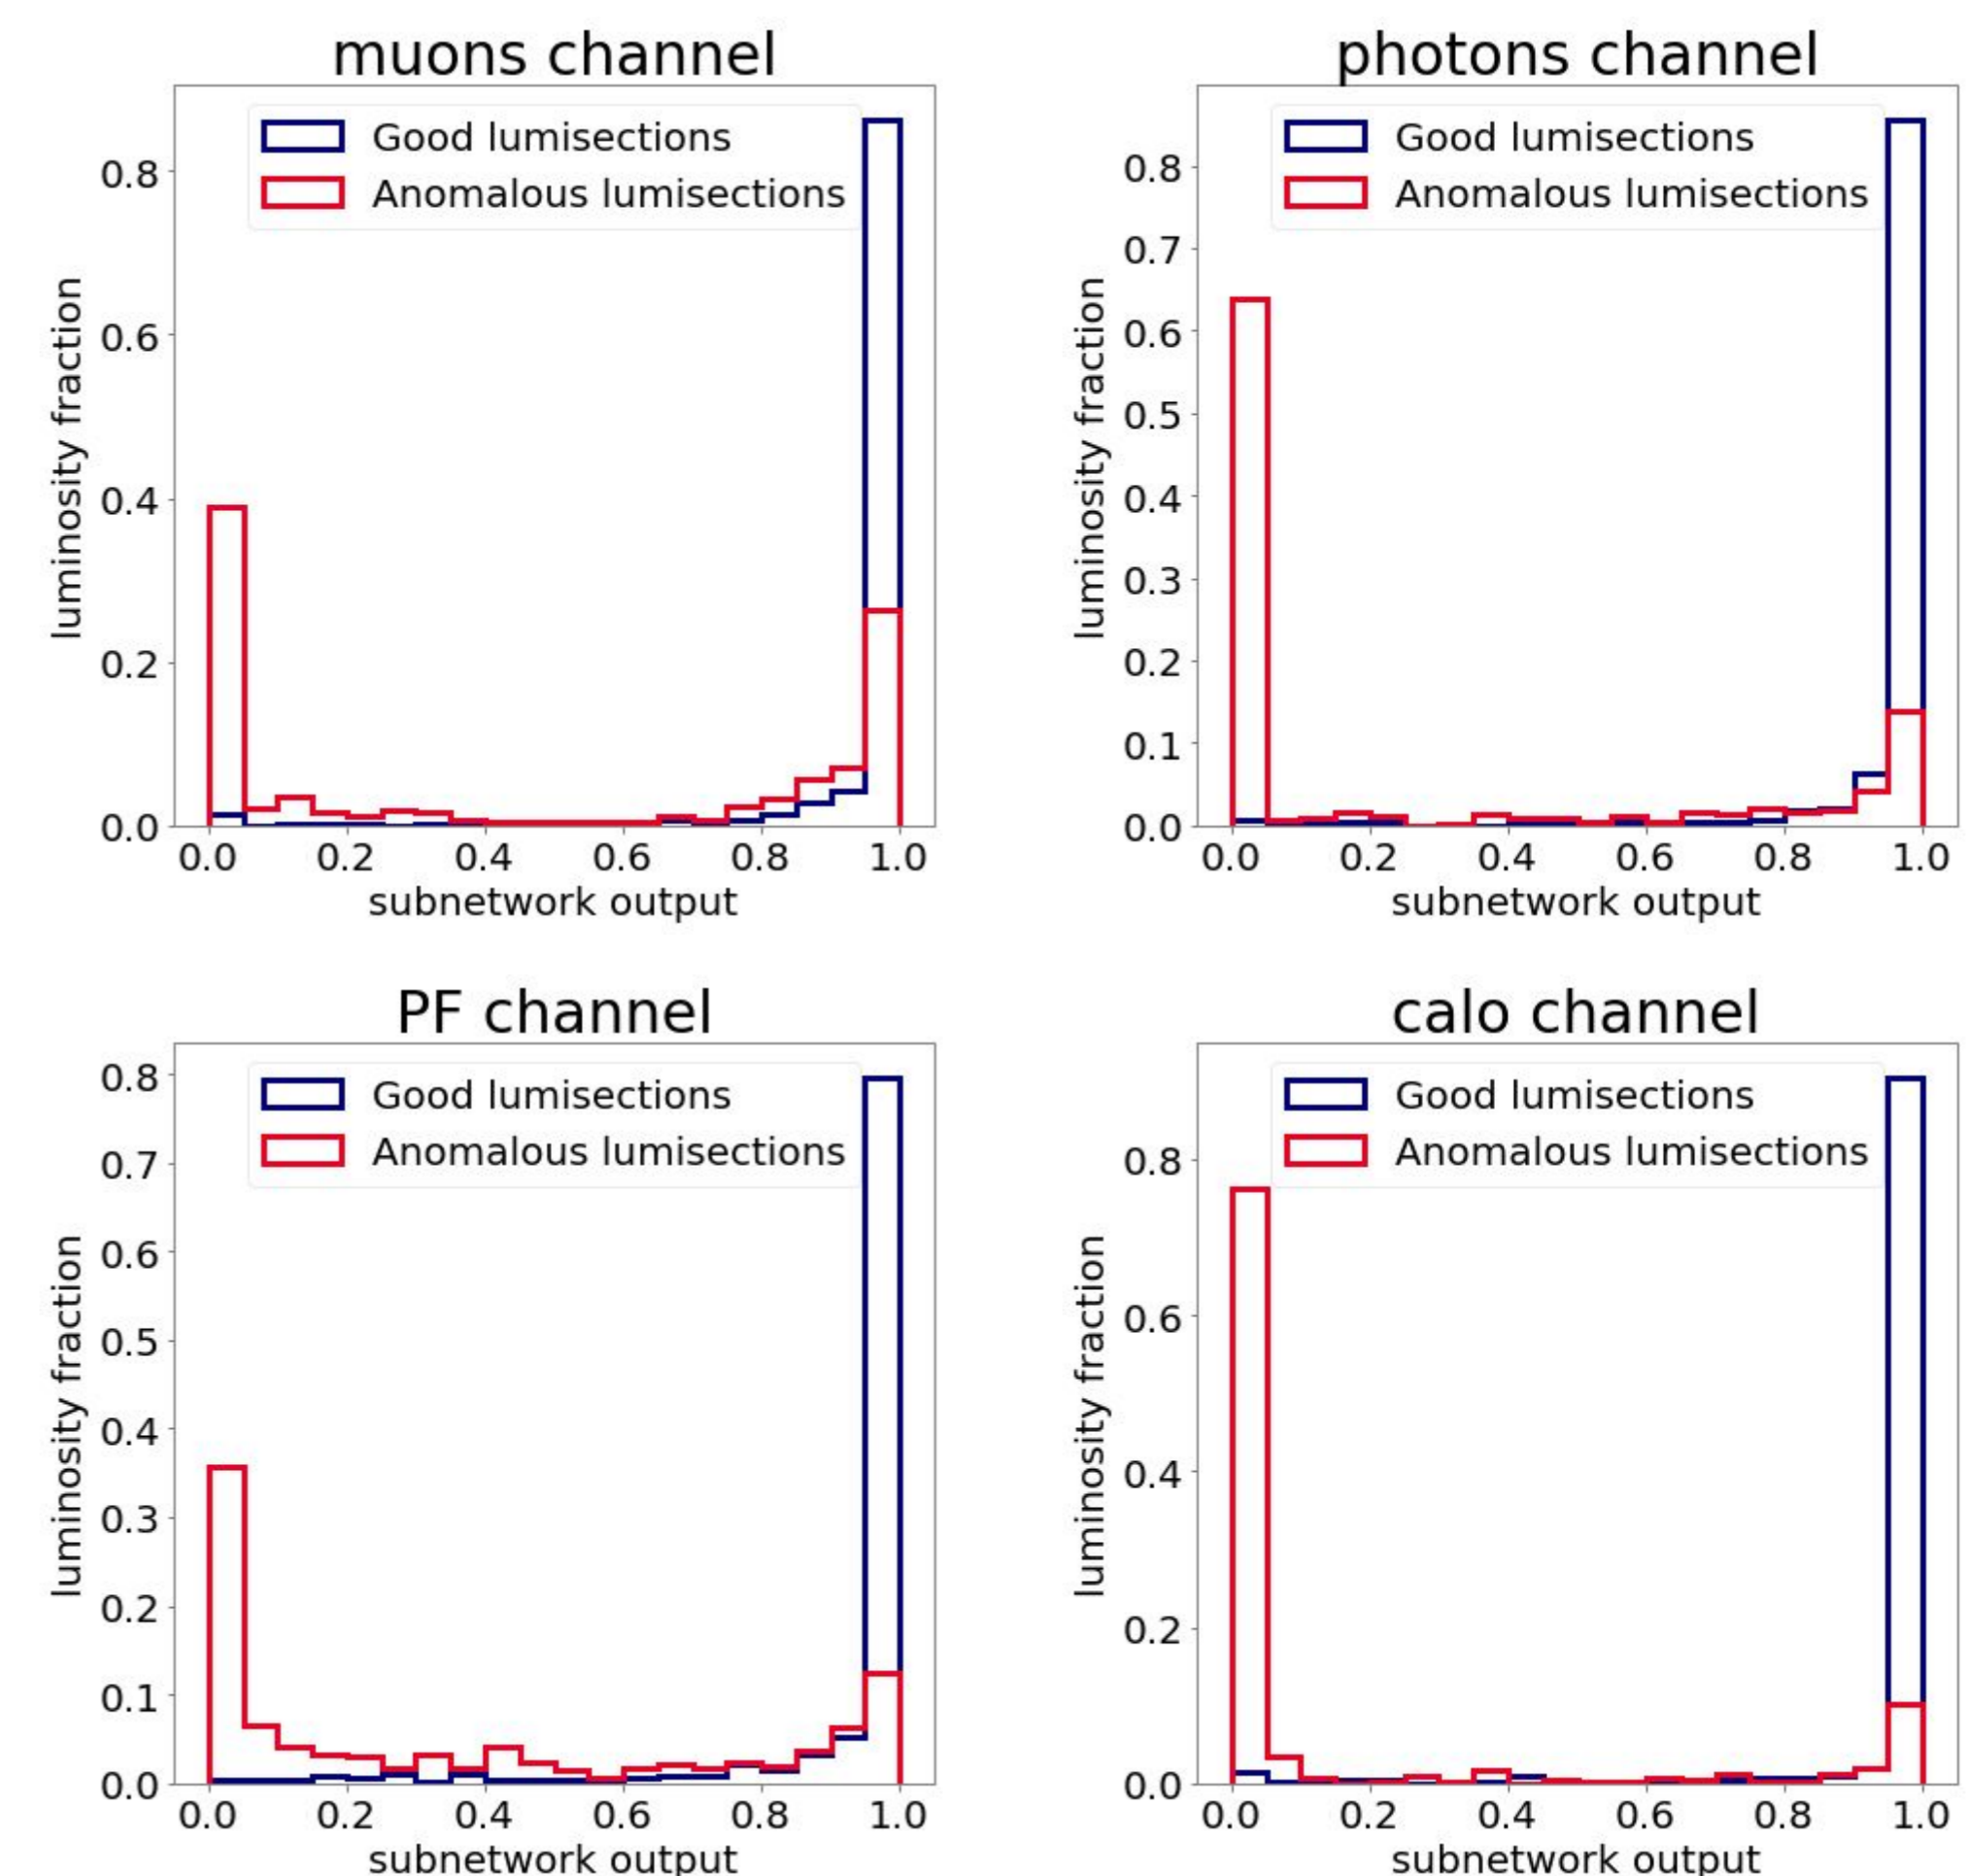 muons channel
Good lumisections
Anomalous lumisections
luminosity fraction
0.8
0.6
0.4
0.2
0.0
0.0 0.2 0.4 0.6 0.8 1.0
subnetwork output
photons channel
Good lumisections
Anomalous lumisections
luminosity fraction
0.8
0.7
0.6
0.5
0.4
0.3
0.2
0.1
0.0
0.0 0.2 0.4 0.6 0.8 1.0
subnetwork output
PF channel
Good lumisections
Anomalous lumisections
luminosity fraction
0.8
0.7
0.6
0.5
0.4
0.3
0.2
0.1
0.0
0.0 0.2 0.4 0.6 0.8 1.0
subnetwork output
calo channel
Good lumisections
Anomalous lumisections
luminosity fraction
0.8
0.6
0.4
0.2
0.0
0.0 0.2 0.4 0.6 0.8 1.0
subnetwork output